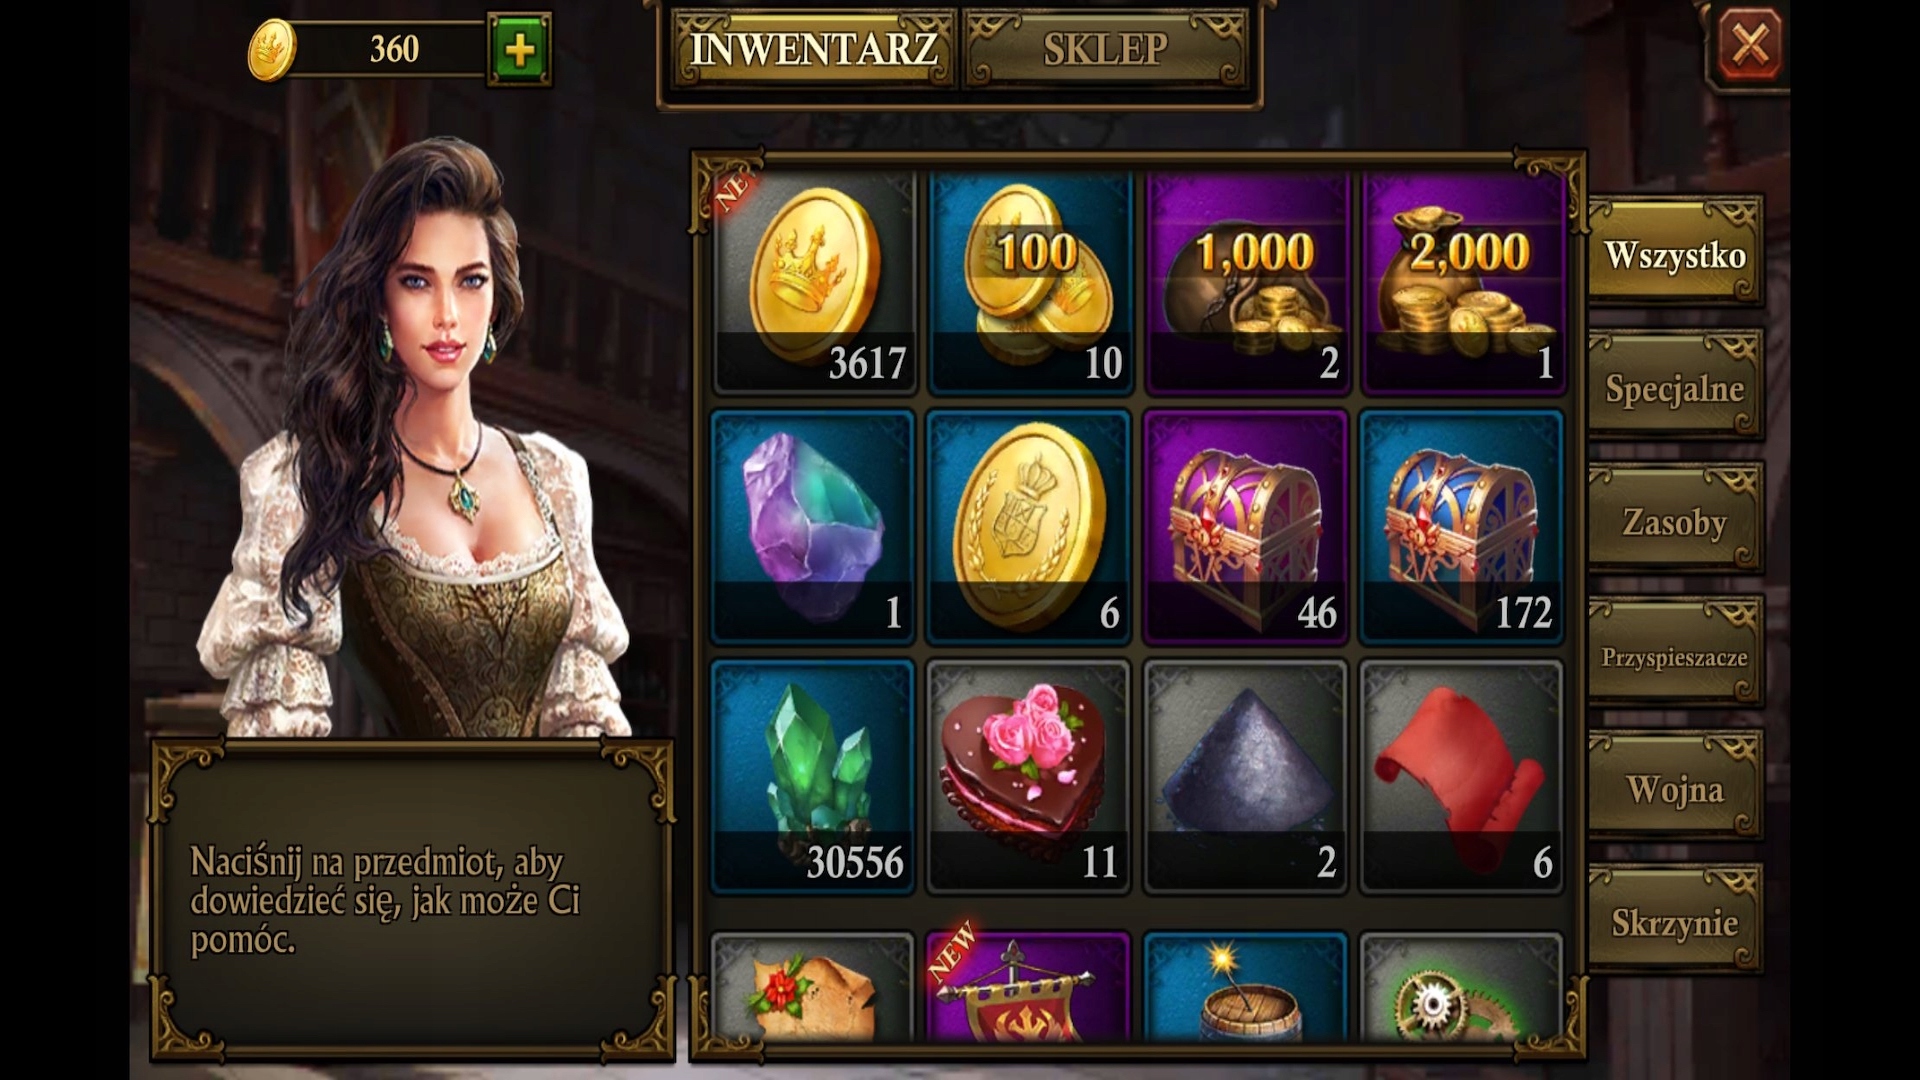 360
INWENTARZ
SKLEP
NEW
3617
100
10
1,000
2
2,000
1
1
6
46
172
30556
11
2
6
NEW
Wszystko
Specjalne
Zasoby
Przyspieszacze
Wojna
Skrzynie
Naciśnij na przedmiot, aby
dowiedzieć się, jak może Ci
pomóc.